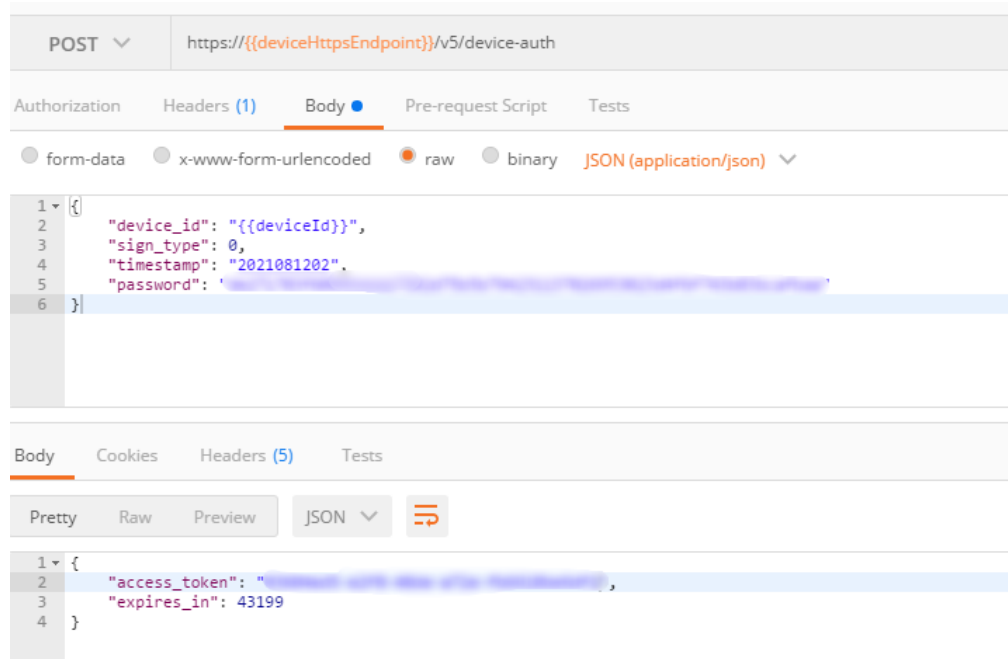 POST https://{{deviceHttpsEndpoint}}/v5/device-auth
Authorization Headers (1) Body Pre-request Script Tests
form-data x-www-form-urlencoded raw binary JSON (application/json)
1 {
2 "device_id": "{{deviceId}}",
3 "sign_type": 0,
4 "timestamp": "2021081202",
5 "password": "
6 }
Body Cookies Headers (5) Tests
Pretty Raw Preview JSON
1 {
2 "access_token": " ",
3 "expires_in": 43199
4 }